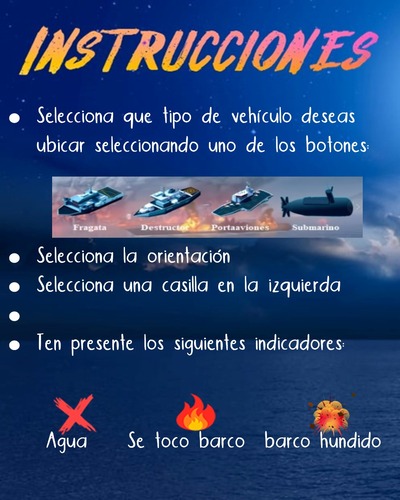 INSTRUCCIONES
Selecciona que tipo de vehículo deseas
ubicar seleccionando uno de los botones:
Fragata Destructor Portaaviones Submarino
Selecciona la orientación
Selecciona una casilla en la izquierda
Ten presente los siguientes indicadores:
Agua Se toco barco barco hundido